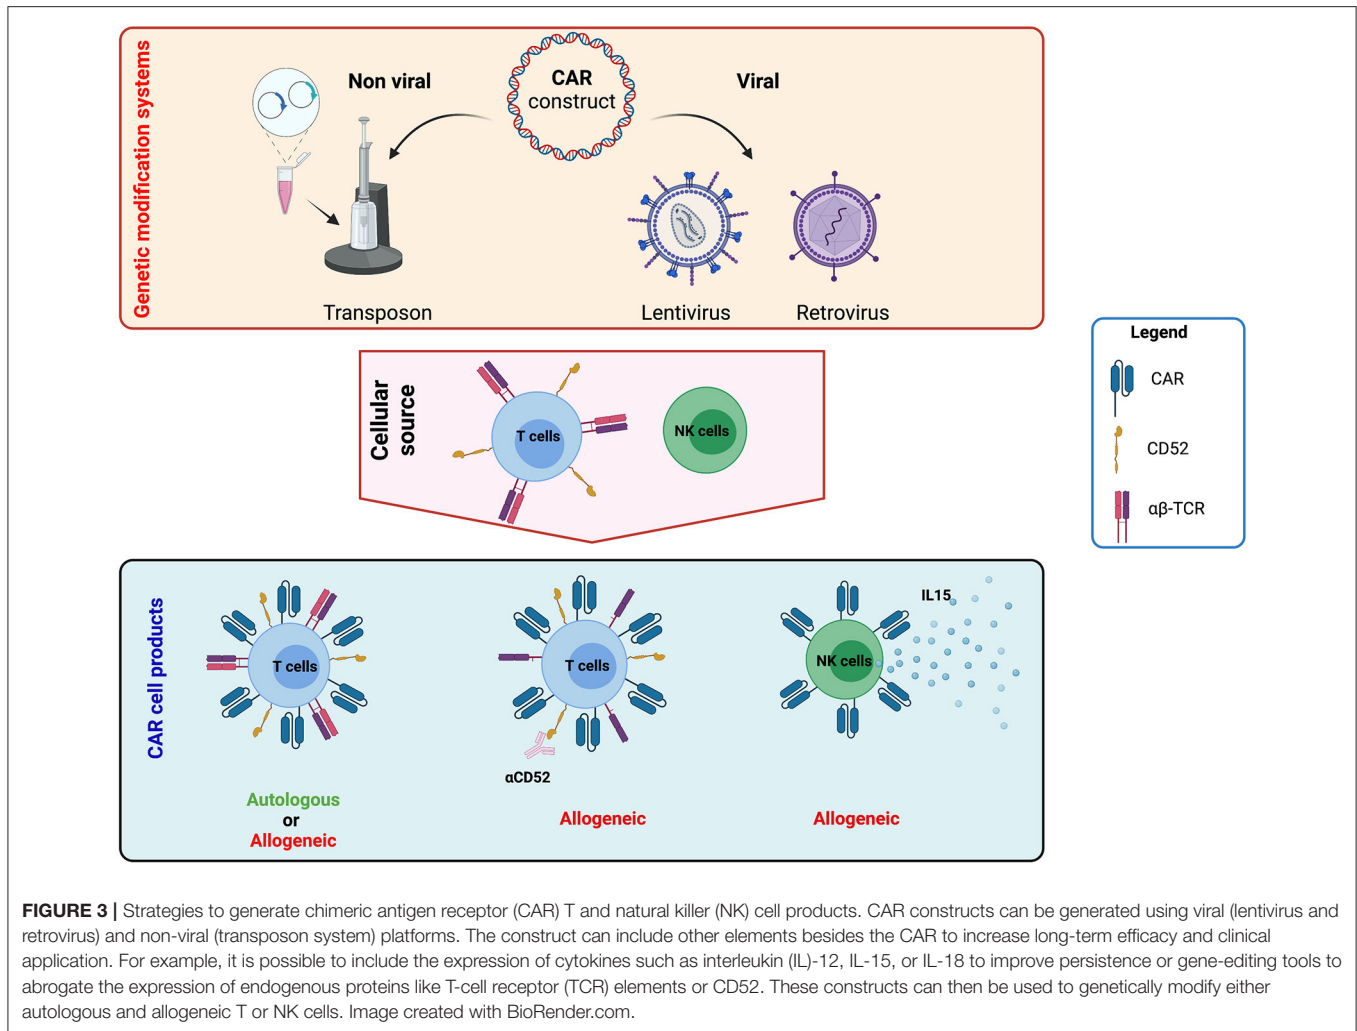 Genetic modification systems
Non viral
CAR
construct
Viral
Transposon
Lentivirus
Retrovirus
Cellular
source
T cells
NK cells
Legend
CAR
CD52
αβ-TCR
CAR cell products
T cells
T cells
NK cells
IL15
αCD52
Autologous
or
Allogeneic
Allogeneic
Allogeneic
FIGURE 3 | Strategies to generate chimeric antigen receptor (CAR) T and natural killer (NK) cell products. CAR constructs can be generated using viral (lentivirus and
retrovirus) and non-viral (transposon system) platforms. The construct can include other elements besides the CAR to increase long-term efficacy and clinical
application. For example, it is possible to include the expression of cytokines such as interleukin (IL)-12, IL-15, or IL-18 to improve persistence or gene-editing tools to
abrogate the expression of endogenous proteins like T-cell receptor (TCR) elements or CD52. These constructs can then be used to genetically modify either
autologous and allogeneic T or NK cells. Image created with BioRender.com.